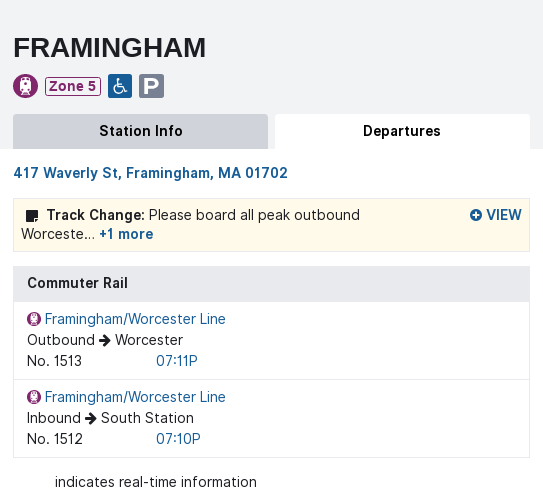 FRAMINGHAM
Zone 5
P
Station Info
Departures
417 Waverly St, Framingham, MA 01702
Track Change: Please board all peak outbound
Worceste… +1 more
VIEW
Commuter Rail
Framingham/Worcester Line
Outbound → Worcester
No. 1513 07:11P
Framingham/Worcester Line
Inbound → South Station
No. 1512 07:10P
indicates real-time information